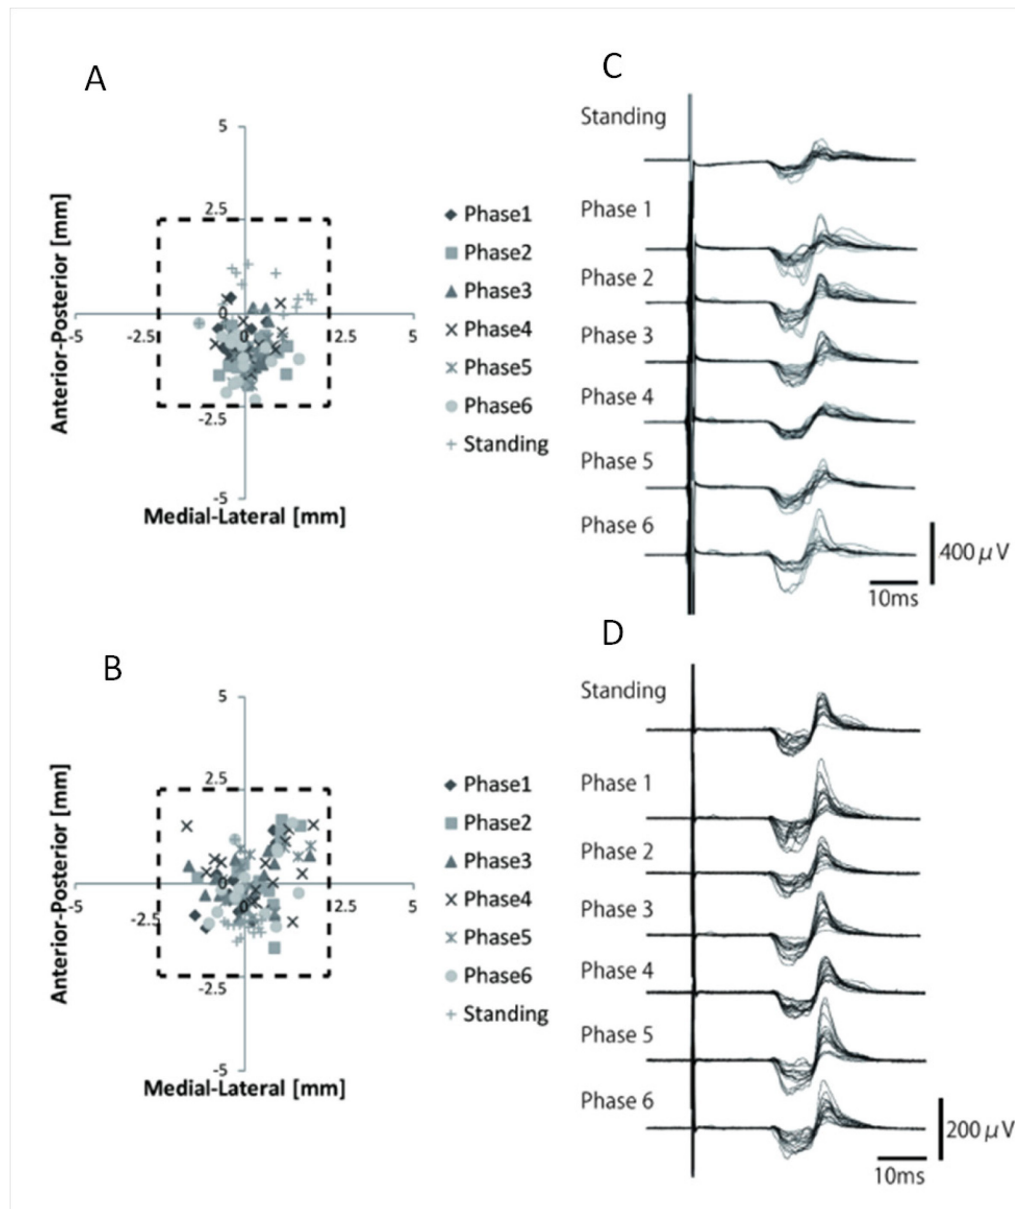 A
5
2.5
0
-5
-2.5
2.5
5
-2.5
-5
Anterior-Posterior [mm]
Medial-Lateral [mm]
Phase1
Phase2
Phase3
Phase4
Phase5
Phase6
Standing
C
Standing
Phase 1
Phase 2
Phase 3
Phase 4
Phase 5
Phase 6
400 μV
10ms
B
5
2.5
-5
-2.5
0
2.5
5
-2.5
-5
Anterior-Posterior [mm]
Medial-Lateral [mm]
Phase1
Phase2
Phase3
Phase4
Phase5
Phase6
Standing
D
Standing
Phase 1
Phase 2
Phase 3
Phase 4
Phase 5
Phase 6
200 μV
10ms